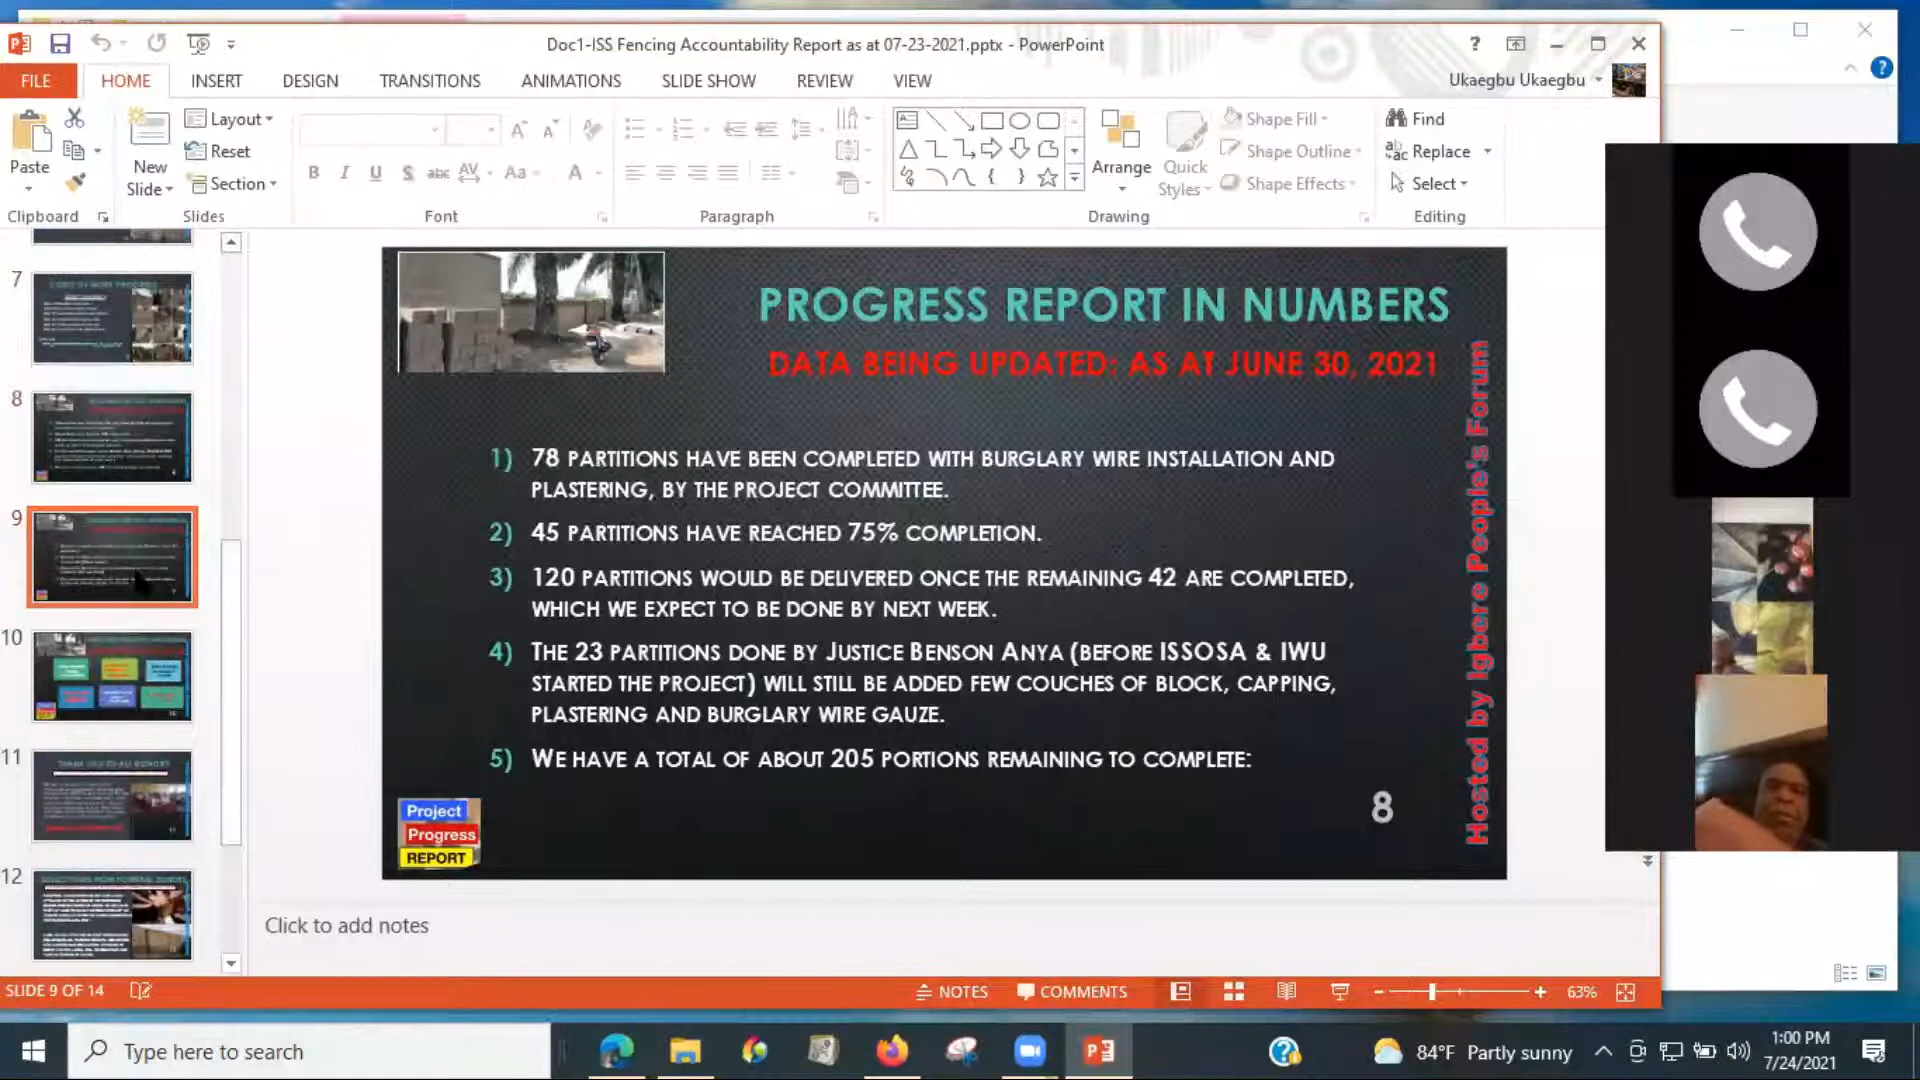 Doc1-ISS Fencing Accountability Report as at 07-23-2021.pptx - PowerPoint
?
FILE HOME INSERT DESIGN TRANSITIONS ANIMATIONS SLIDE SHOW REVIEW VIEW
Ukaegbu Ukaegbu
Paste
New Slide
Layout
Reset
Section
B I U S abc AV Aa A
Shape Fill
Shape Outline
Shape Effects
Arrange
Quick Styles
Find
Replace
Select
Clipboard Slides Font Paragraph Drawing Editing
7
8
9
10
11
12
PROGRESS REPORT IN NUMBERS
DATA BEING UPDATED: AS AT JUNE 30, 2021
1) 78 PARTITIONS HAVE BEEN COMPLETED WITH BURGLARY WIRE INSTALLATION AND
PLASTERING, BY THE PROJECT COMMITTEE.
2) 45 PARTITIONS HAVE REACHED 75% COMPLETION.
3) 120 PARTITIONS WOULD BE DELIVERED ONCE THE REMAINING 42 ARE COMPLETED,
WHICH WE EXPECT TO BE DONE BY NEXT WEEK.
4) THE 23 PARTITIONS DONE BY JUSTICE BENSON ANYA (BEFORE ISSOSA & IWU
STARTED THE PROJECT) WILL STILL BE ADDED FEW COUCHES OF BLOCK, CAPPING,
PLASTERING AND BURGLARY WIRE GAUZE.
5) WE HAVE A TOTAL OF ABOUT 205 PORTIONS REMAINING TO COMPLETE:
8
Hosted by Igbere People's Forum
Project
Progress
REPORT
Click to add notes
SLIDE 9 OF 14
NOTES COMMENTS 63%
Type here to search
84°F Partly sunny
1:00 PM
7/24/2021